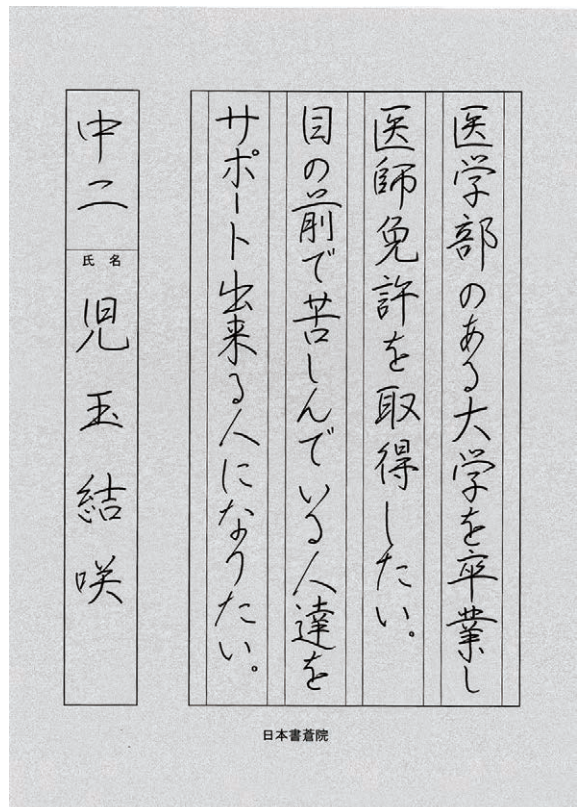 医学部のある大学を卒業し
医師免許を取得したい。
目の前で苦しんでいる人達を
サポート出来る人になりたい。
中二
氏名
児玉結咲
日本書蒼院